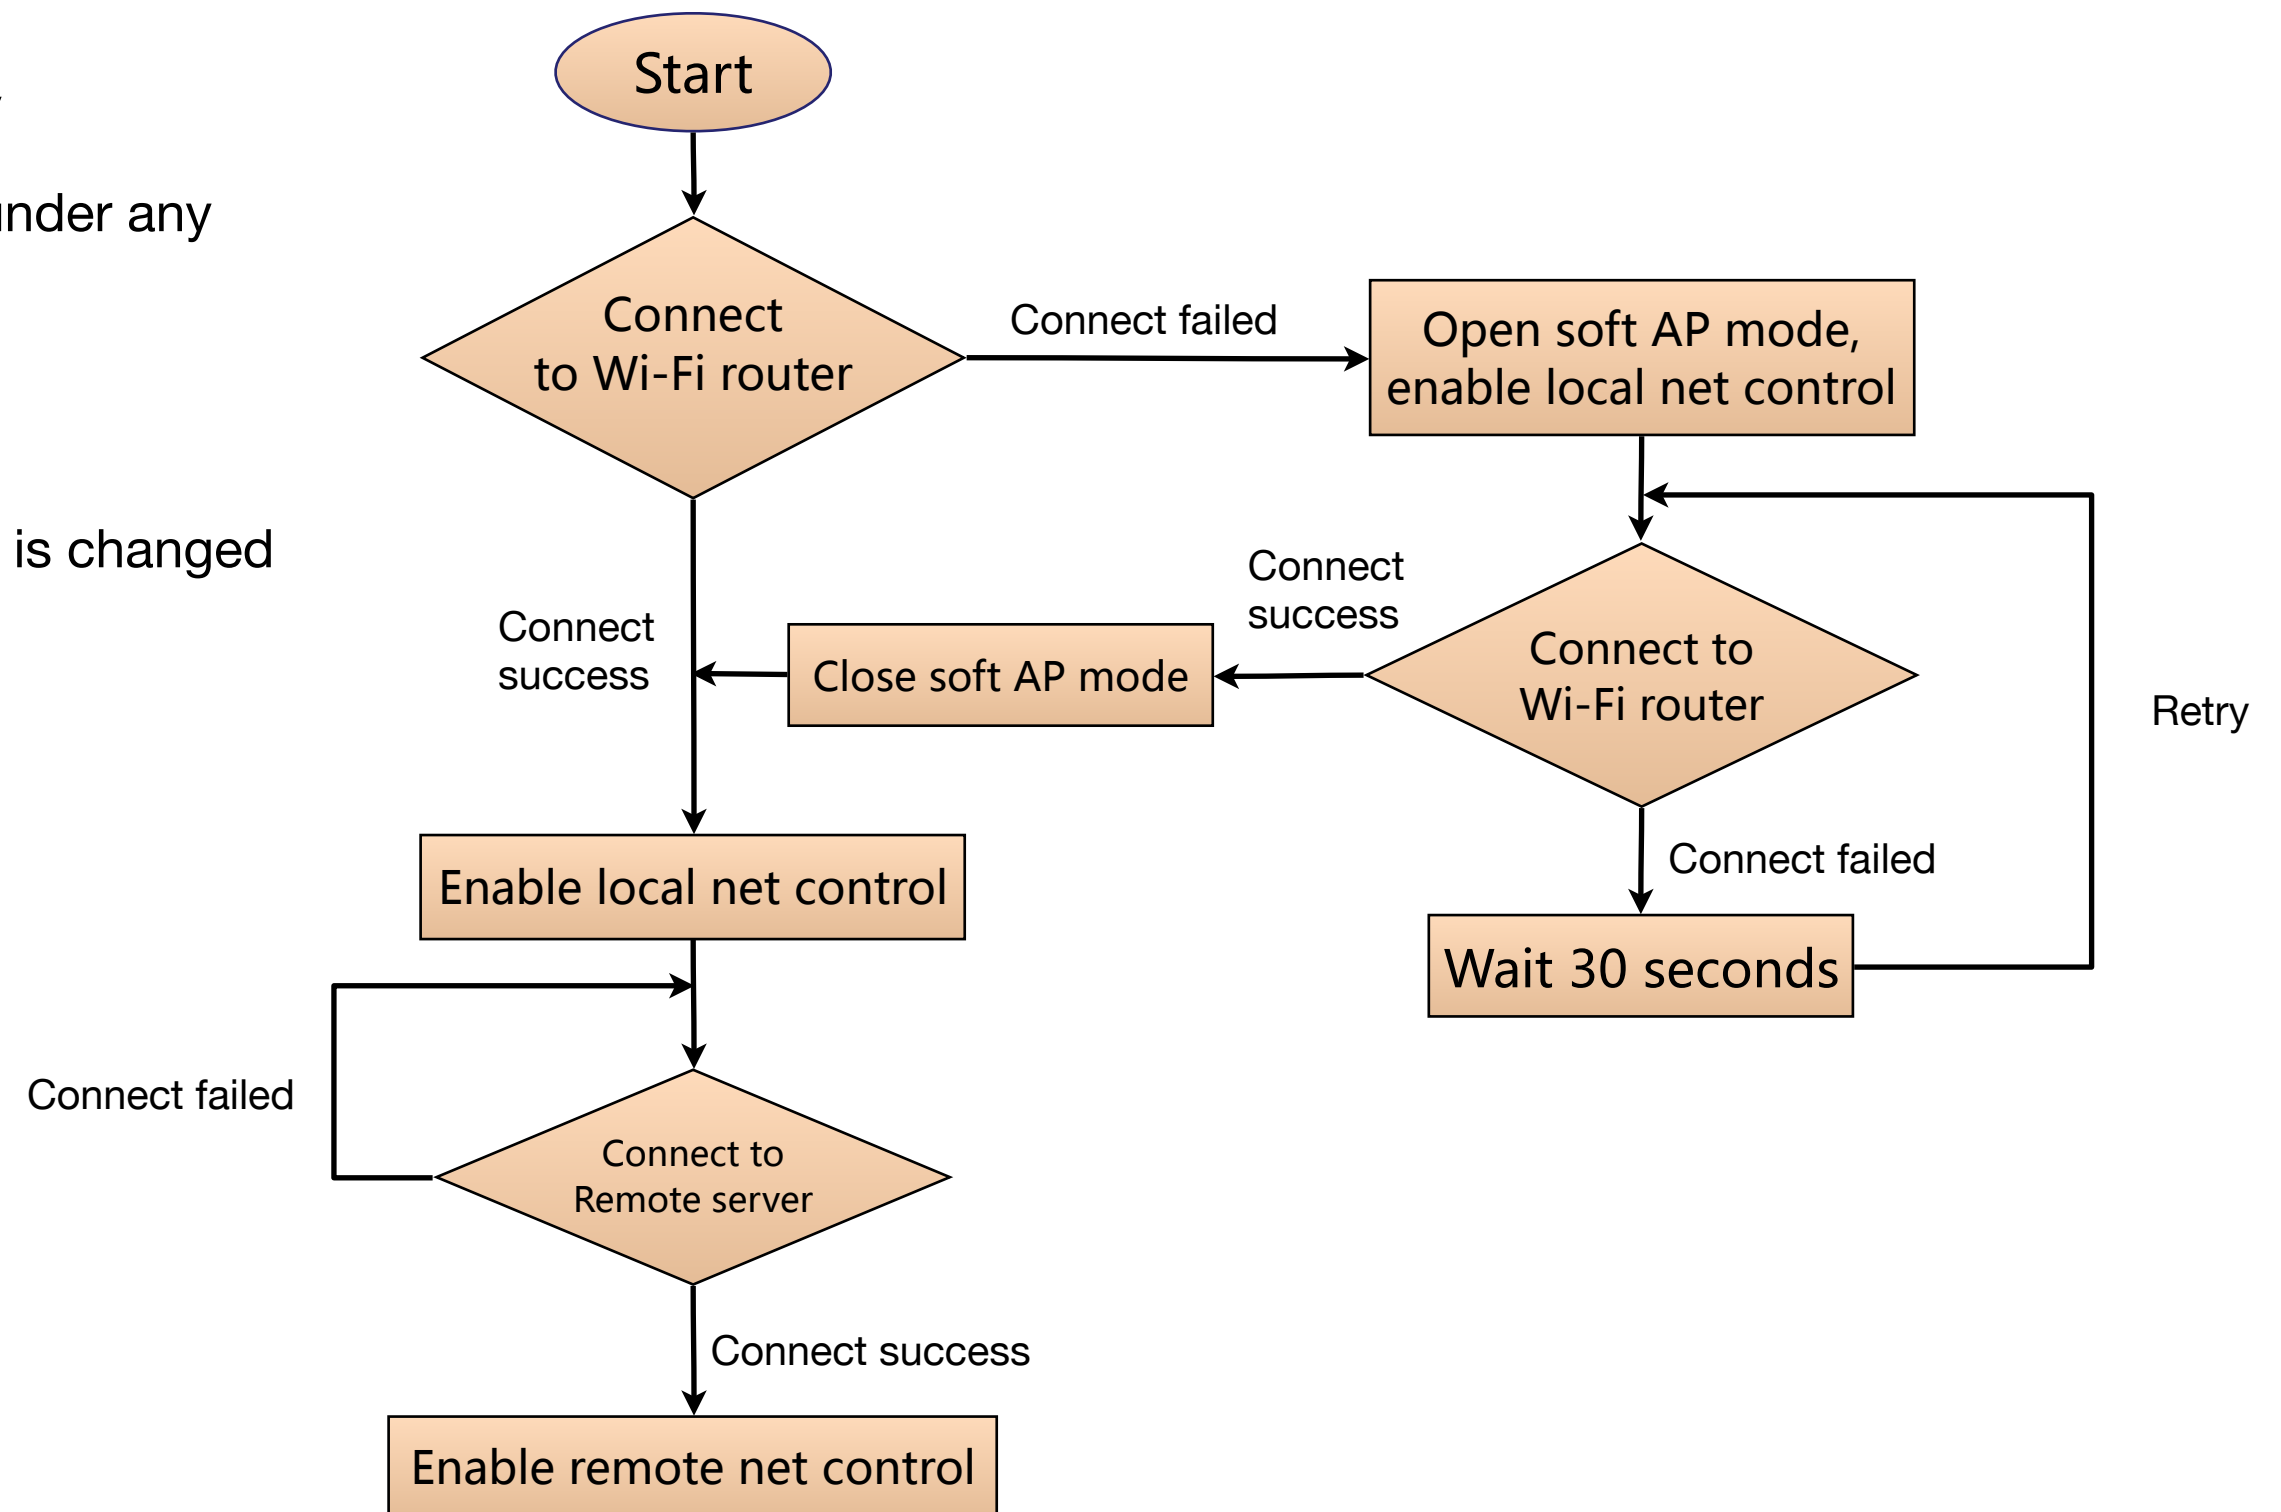 Start
under any
Connect
to Wi-Fi router
Connect failed
Open soft AP mode,
enable local net control
is changed
Connect
success
Close soft AP mode
Connect
success
Connect to
Wi-Fi router
Retry
Connect failed
Wait 30 seconds
Enable local net control
Connect failed
Connect to
Remote server
Connect success
Enable remote net control